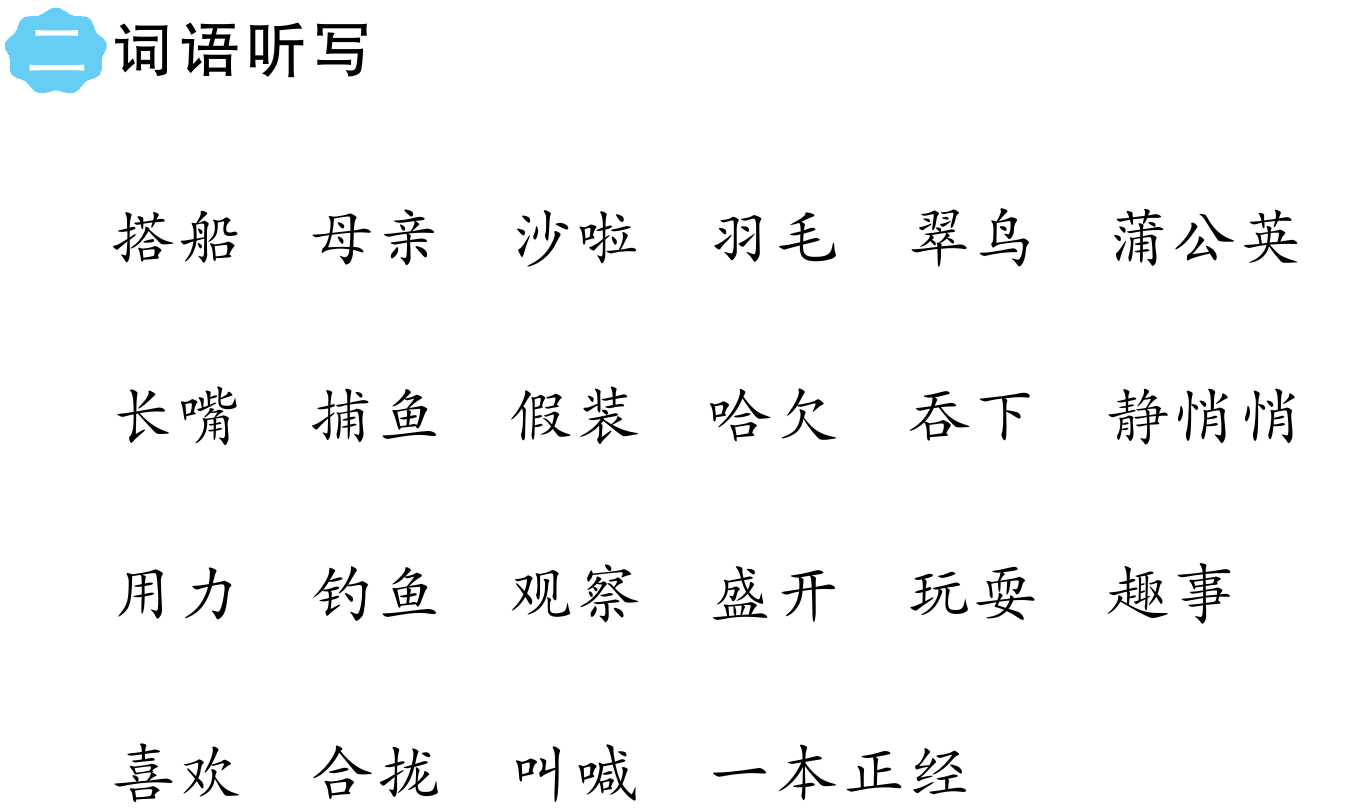 二 词语听写
搭船 母亲 沙啦 羽毛 翠鸟 蒲公英
长嘴 捕鱼 假装 哈欠 吞下 静悄悄
用力 钓鱼 观察 盛开 玩耍 趣事
喜欢 合拢 叫喊 一本正经